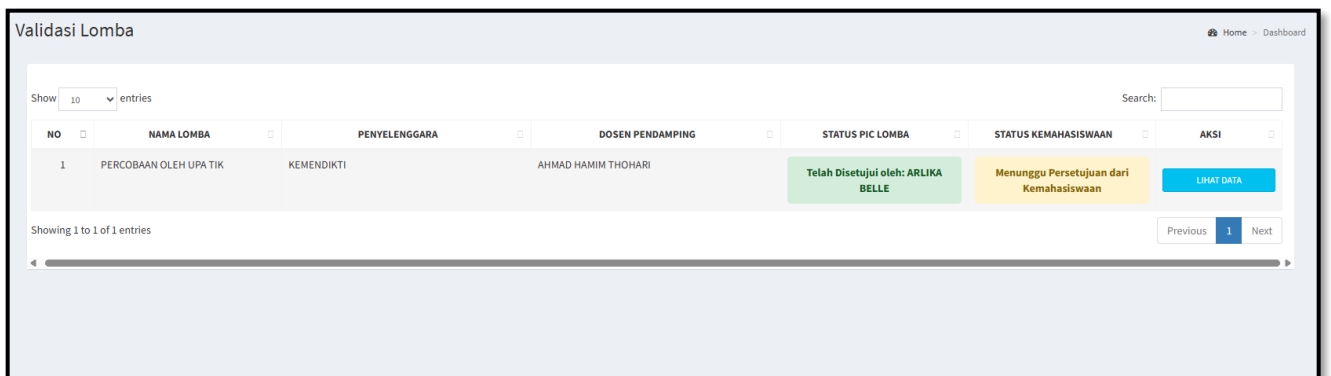 Validasi Lomba
Home > Dashboard
Show 10 entries
Search:
NO NAMA LOMBA PENYELENGGARA DOSEN PENDAMPING STATUS PIC LOMBA STATUS KEMAHASISWAAN AKSI
1 PERCOBAAN OLEH UPA TIK KEMENDIKTI AHMAD HAMIM THOHARI
Telah Disetujui oleh: ARLIKA
BELLE
Menunggu Persetujuan dari
Kemahasiswaan
LIHAT DATA
Showing 1 to 1 of 1 entries
Previous 1 Next